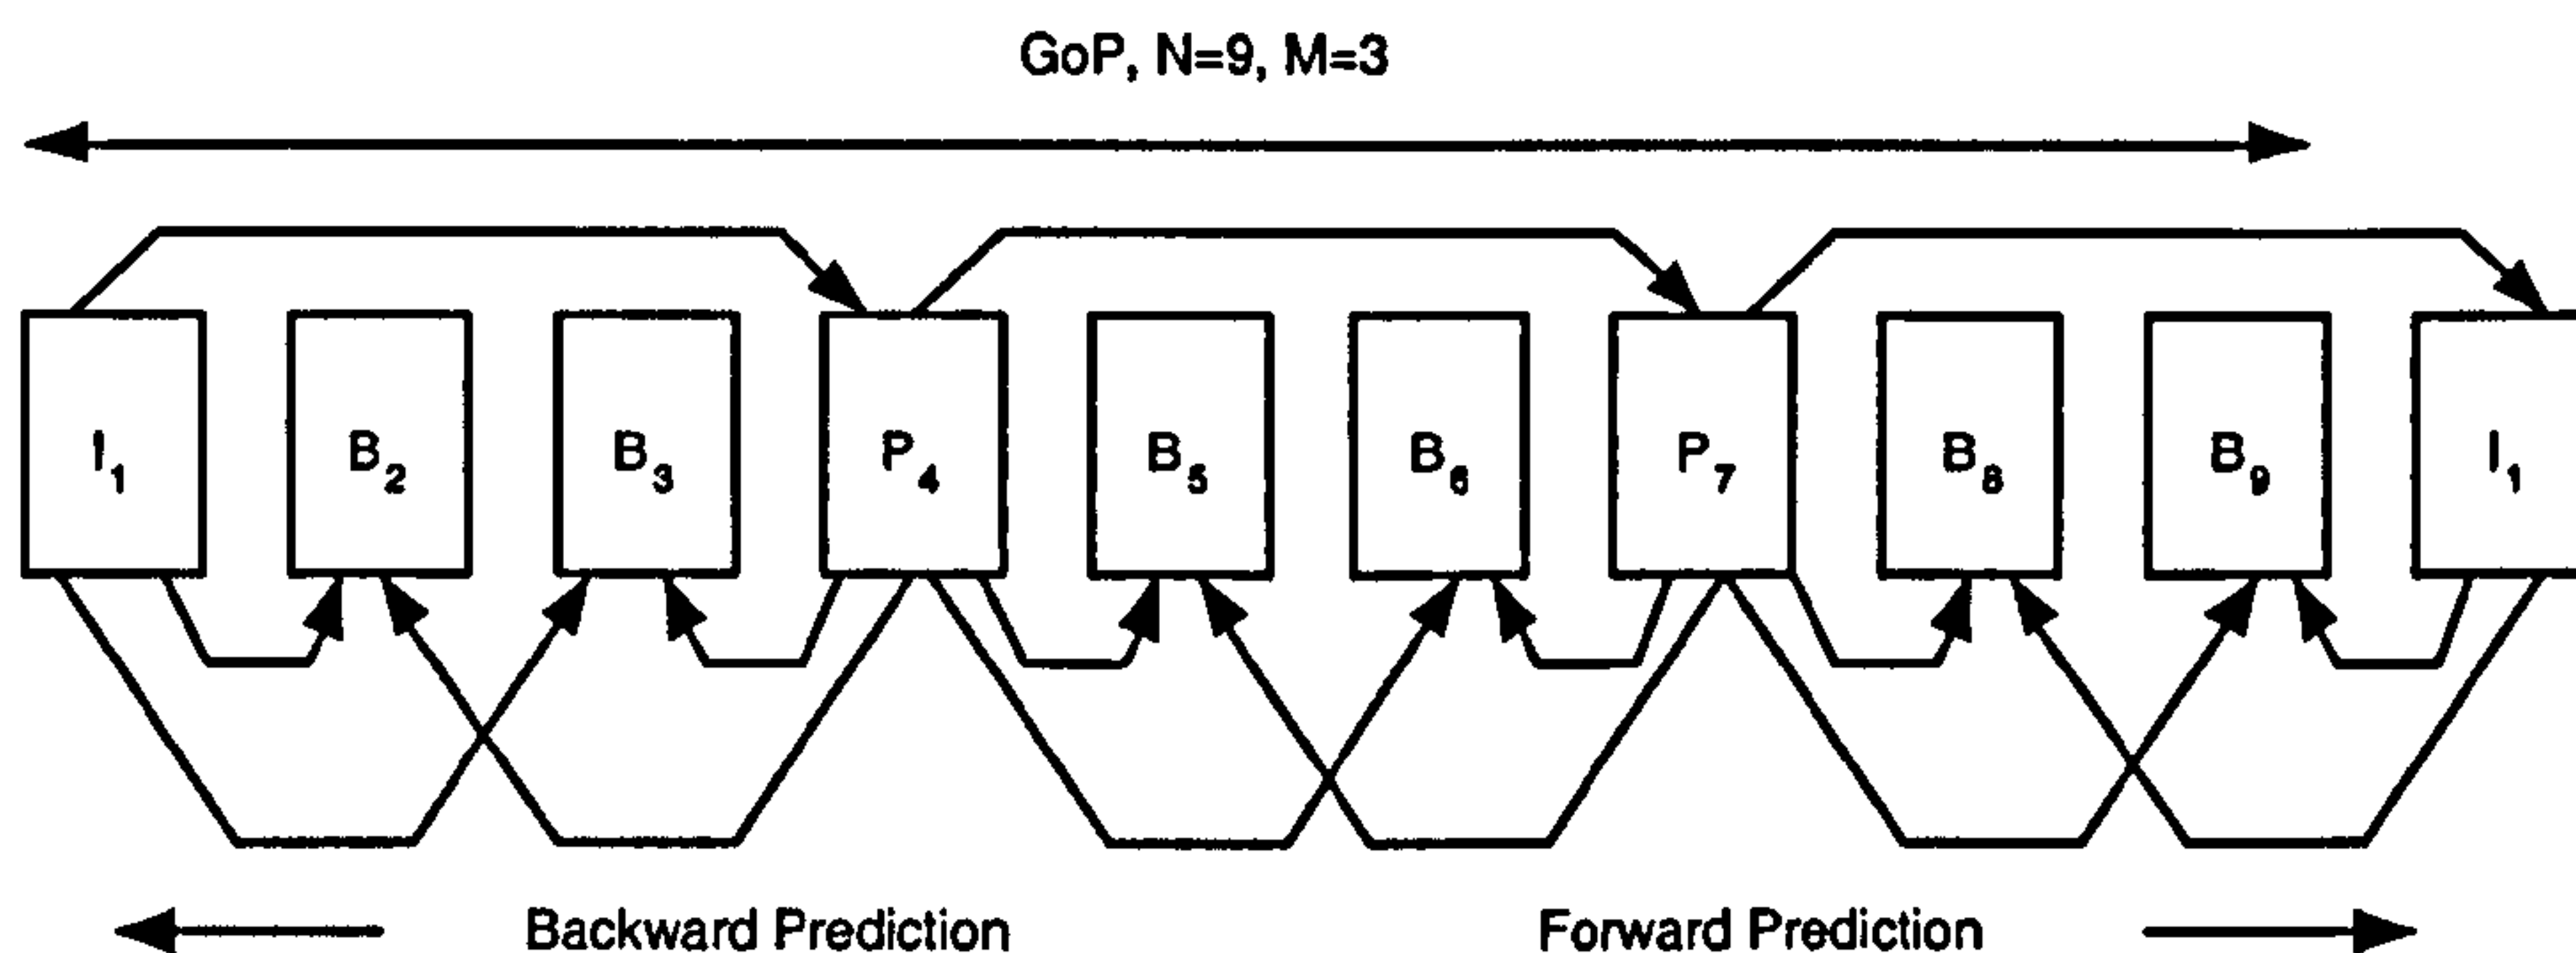 GoP, N=9, M=3
I1 B2 B3 P4 B5 B6 P7 B8 B9 I1
Backward Prediction Forward Prediction